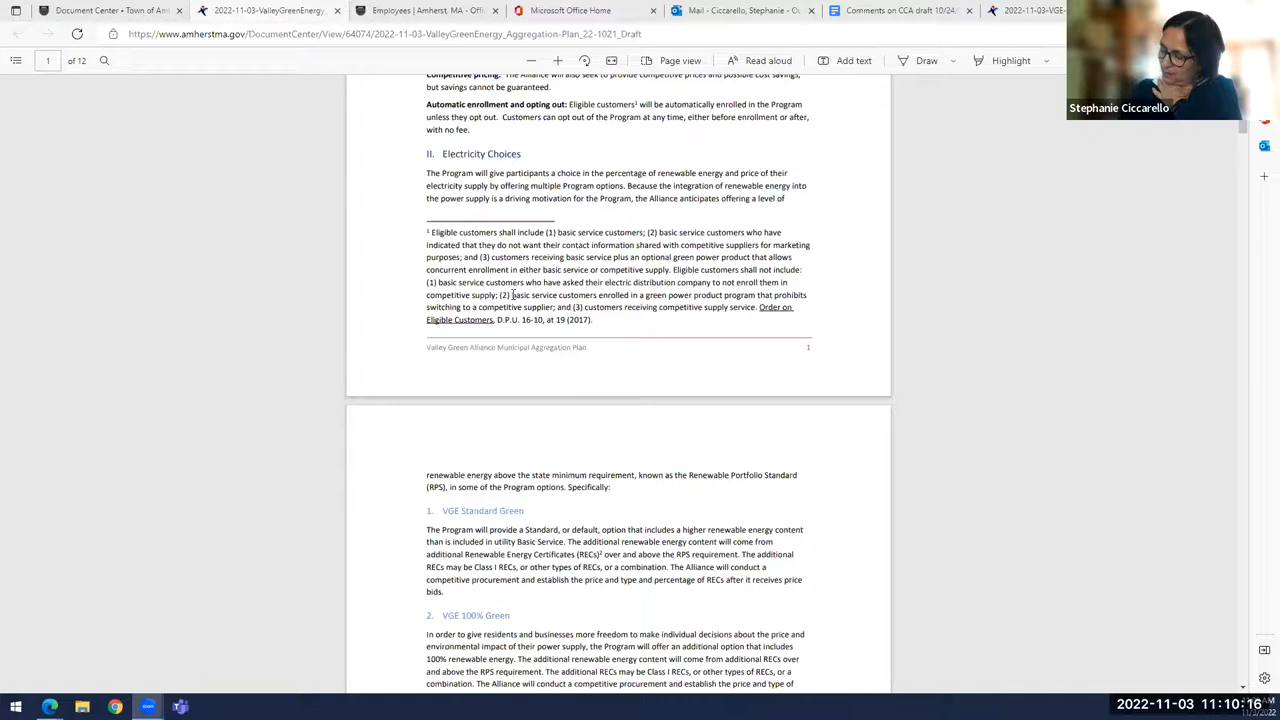 Document Center • Town of Am
2022-11-03-ValleyGreenEnergy_
Employees | Amherst, MA - Offi
Microsoft Office Home
Mail - Ciccarello, Stephanie - Ou
Comments on CCA draft 10/24/
2022-11-03-VGE-
https://www.amherstma.gov/DocumentCenter/View/64074/2022-11-03-ValleyGreenEnergy_Aggregation-Plan_22-1021_Draft
1 of 12
Page view
Read aloud
Add text
Draw
Highlight
Stephanie Ciccarello
Competitive pricing: The Alliance will also seek to provide competitive prices and possible cost savings,
but savings cannot be guaranteed.
Automatic enrollment and opting out: Eligible customers1 will be automatically enrolled in the Program
unless they opt out. Customers can opt out of the Program at any time, either before enrollment or after,
with no fee.
II. Electricity Choices
The Program will give participants a choice in the percentage of renewable energy and price of their
electricity supply by offering multiple Program options. Because the integration of renewable energy into
the power supply is a driving motivation for the Program, the Alliance anticipates offering a level of
1 Eligible customers shall include (1) basic service customers; (2) basic service customers who have
indicated that they do not want their contact information shared with competitive suppliers for marketing
purposes; and (3) customers receiving basic service plus an optional green power product that allows
concurrent enrollment in either basic service or competitive supply. Eligible customers shall not include:
(1) basic service customers who have asked their electric distribution company to not enroll them in
competitive supply; (2) basic service customers enrolled in a green power product program that prohibits
switching to a competitive supplier; and (3) customers receiving competitive supply service. Order on
Eligible Customers, D.P.U. 16-10, at 19 (2017).
Valley Green Alliance Municipal Aggregation Plan 1
renewable energy above the state minimum requirement, known as the Renewable Portfolio Standard
(RPS), in some of the Program options. Specifically:
1. VGE Standard Green
The Program will provide a Standard, or default, option that includes a higher renewable energy content
than is included in utility Basic Service. The additional renewable energy content will come from
additional Renewable Energy Certificates (RECs)2 over and above the RPS requirement. The additional
RECs may be Class I RECs, or other types of RECs, or a combination. The Alliance will conduct a
competitive procurement and establish the price and type and percentage of RECs after it receives price
bids.
2. VGE 100% Green
In order to give residents and businesses more freedom to make individual decisions about the price and
environmental impact of their power supply, the Program will offer an additional option that includes
100% renewable energy. The additional renewable energy content will come from additional RECs over
and above the RPS requirement. The additional RECs may be Class I RECs, or other types of RECs, or a
combination. The Alliance will conduct a competitive procurement and establish the price and type of
2022-11-03 11:10:16